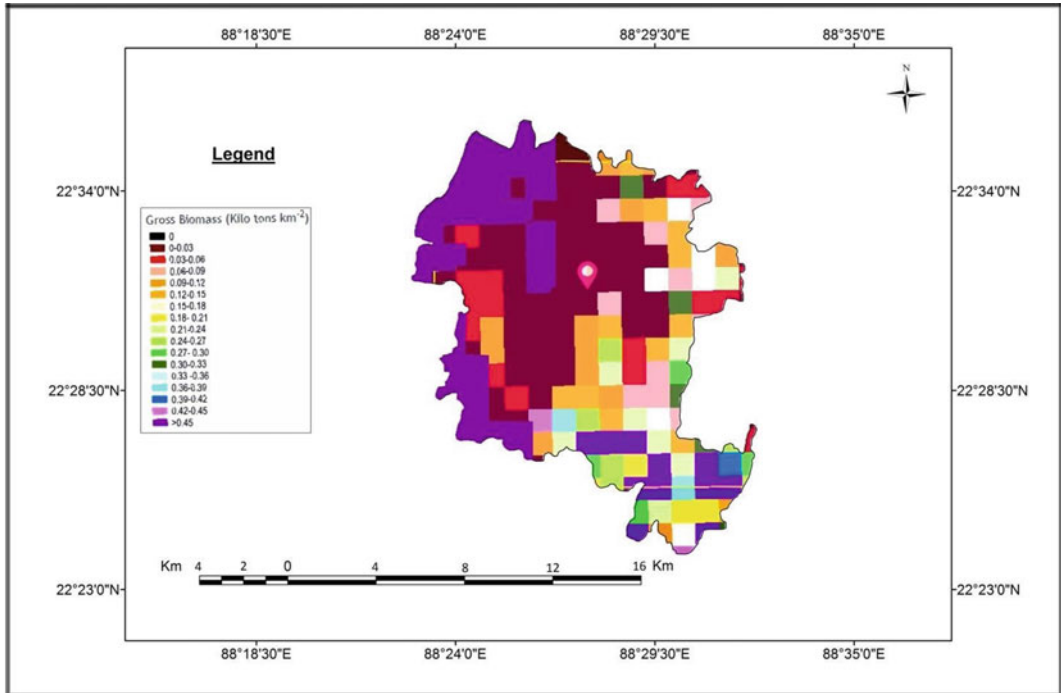 88°18'30"E 88°24'0"E 88°29'30"E 88°35'0"E
N
Legend
22°34'0"N 22°34'0"N
Gross Biomass (Kilo tons km-2)
0
0-0.03
0.03-0.06
0.06-0.09
0.09-0.12
0.12-0.15
0.15-0.18
0.18- 0.21
0.21-0.24
0.24-0.27
0.27- 0.30
0.30-0.33
0.33 -0.36
0.36-0.39
0.39-0.42
0.42-0.45
>0.45
22°28'30"N 22°28'30"N
Km 4 2 0 4 8 12 16 Km
22°23'0"N 22°23'0"N
88°18'30"E 88°24'0"E 88°29'30"E 88°35'0"E